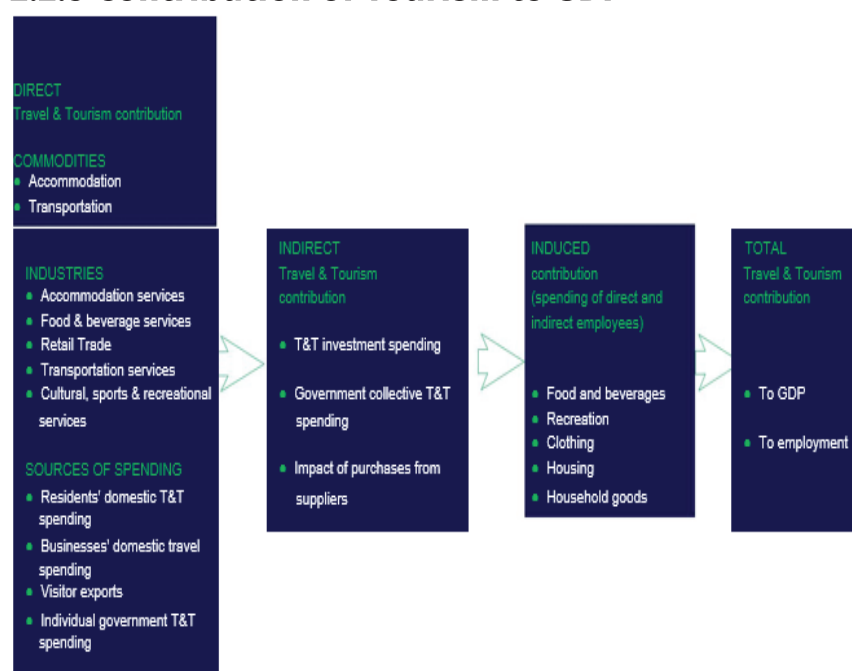 DIRECT
Travel & Tourism contribution
COMMODITIES
• Accommodation
• Transportation
INDUSTRIES
• Accommodation services
• Food & beverage services
• Retail Trade
• Transportation services
• Cultural, sports & recreational
services
SOURCES OF SPENDING
• Residents' domestic T&T
spending
• Businesses' domestic travel
spending
• Visitor exports
• Individual government T&T
spending
INDIRECT
Travel & Tourism
contribution
• T&T investment spending
• Government collective T&T
spending
• Impact of purchases from
suppliers
INDUCED
contribution
(spending of direct and
indirect employees)
• Food and beverages
• Recreation
• Clothing
• Housing
• Household goods
TOTAL
Travel & Tourism
contribution
• To GDP
• To employment